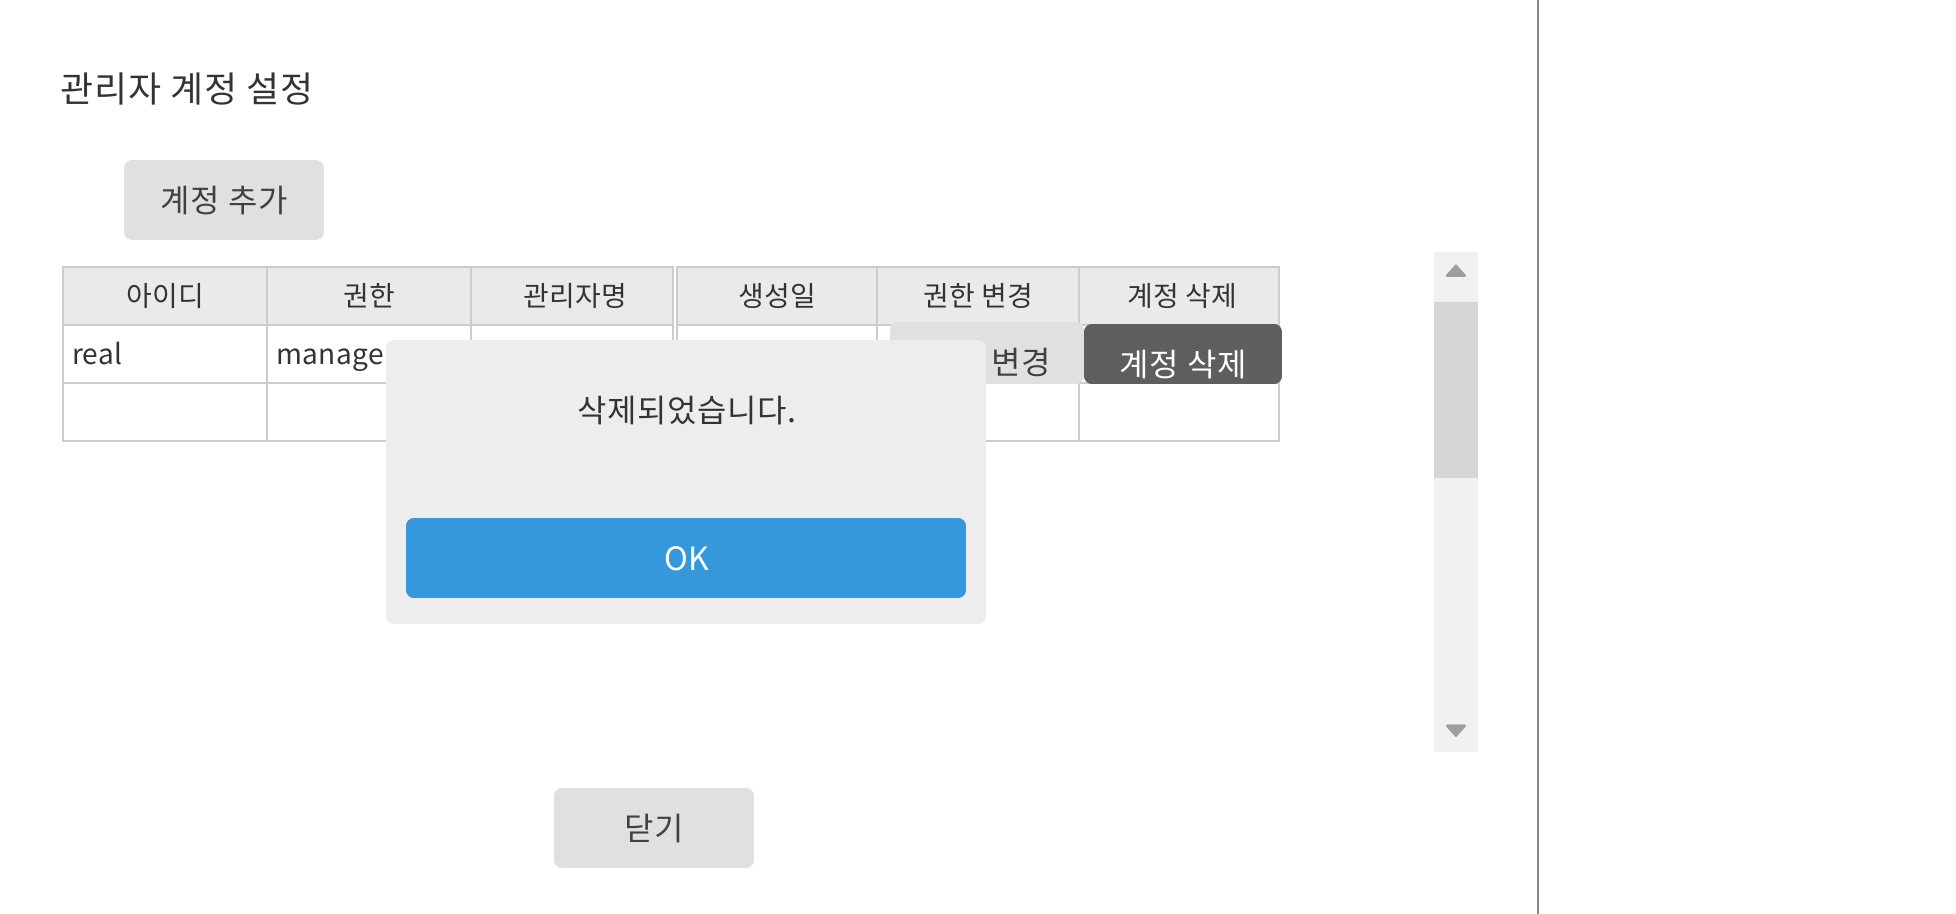 관리자 계정 설정
계정 추가
아이디 권한 관리자명 생성일 권한 변경 계정 삭제
real manage 변경 계정 삭제
삭제되었습니다.
OK
닫기